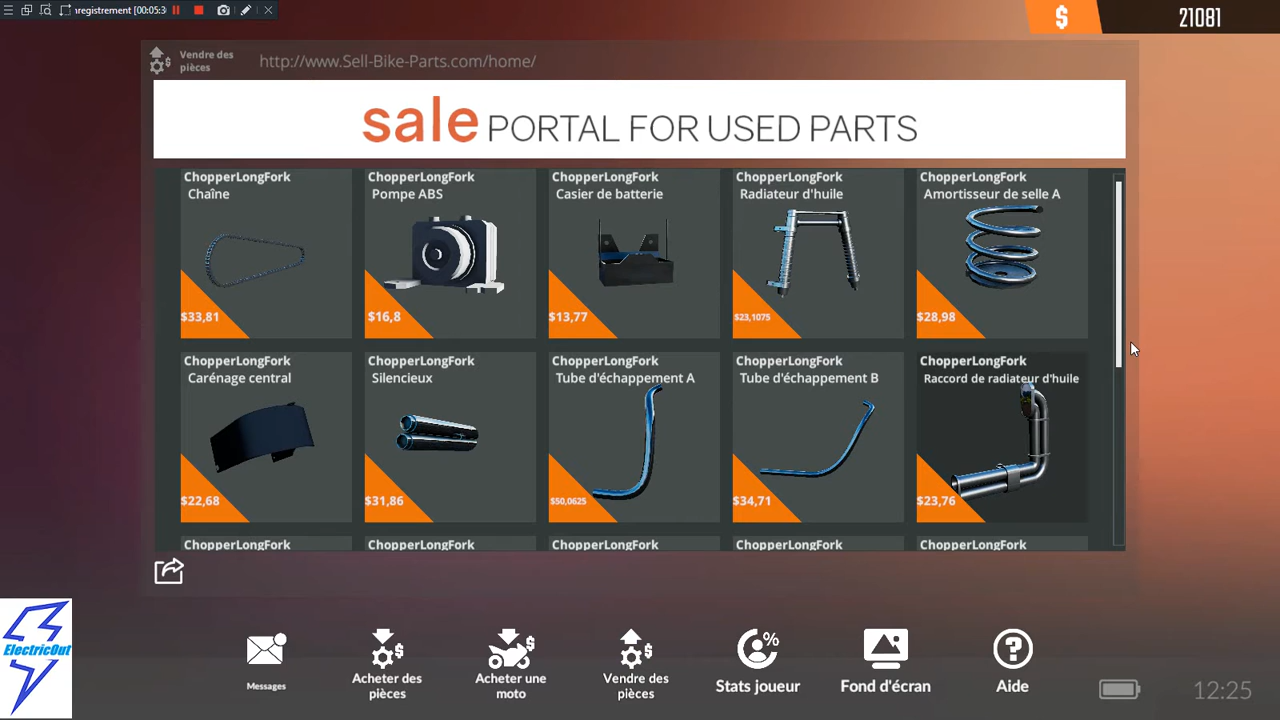 nregistrement [00:05:3
$ 21081
Vendre des
pièces
http://www.Sell-Bike-Parts.com/home/
sale PORTAL FOR USED PARTS
ChopperLongFork
Chaîne
$33,81
ChopperLongFork
Pompe ABS
$16,8
ChopperLongFork
Casier de batterie
$13,77
ChopperLongFork
Radiateur d'huile
$23,1075
ChopperLongFork
Amortisseur de selle A
$28,98
ChopperLongFork
Carénage central
$22,68
ChopperLongFork
Silencieux
$31,86
ChopperLongFork
Tube d'échappement A
$50,0625
ChopperLongFork
Tube d'échappement B
$34,71
ChopperLongFork
Raccord de radiateur d'huile
$23,76
ChopperLongFork
ChopperLongFork
ChopperLongFork
ChopperLongFork
ChopperLongFork
ElectricOut
Messages
Acheter des
pièces
Acheter une
moto
Vendre des
pièces
Stats joueur
Fond d'écran
Aide
12:25